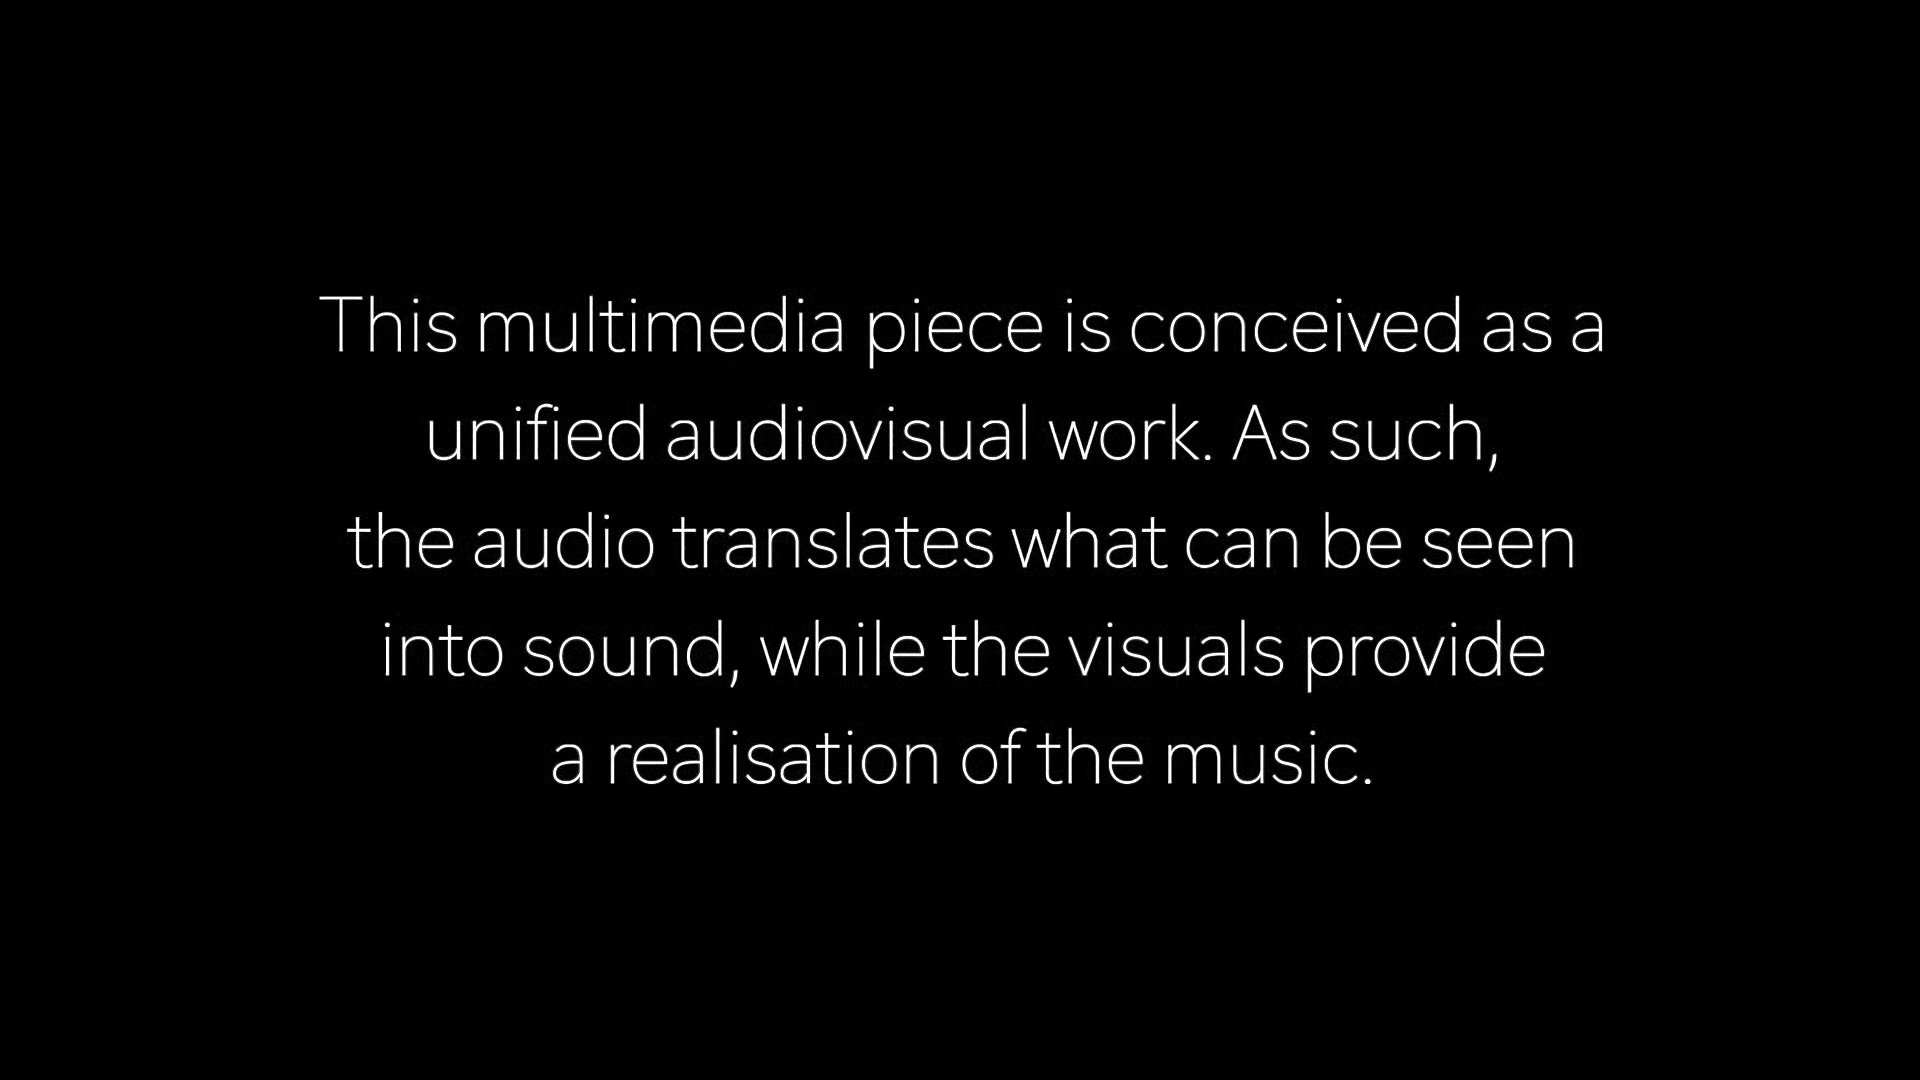 This multimedia piece is conceived as a
unified audiovisual work. As such,
the audio translates what can be seen
into sound, while the visuals provide
a realisation of the music.